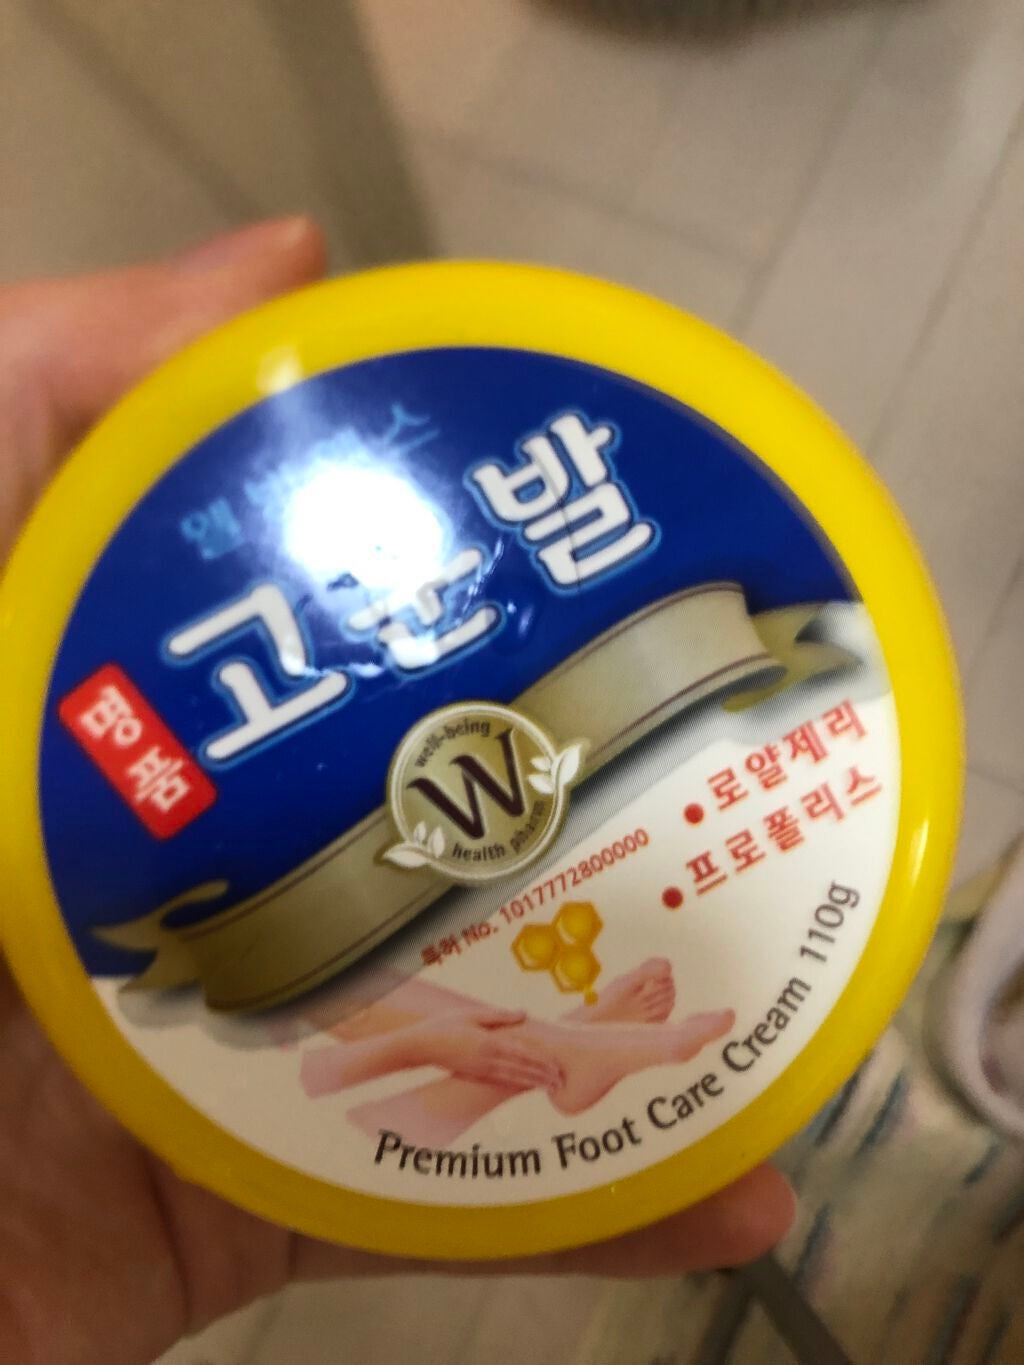 고운발
명품
well-being
W
health pharm
로얄제리
프로폴리스
특허 No. 1017772800000
Premium Foot Care Cream 110g